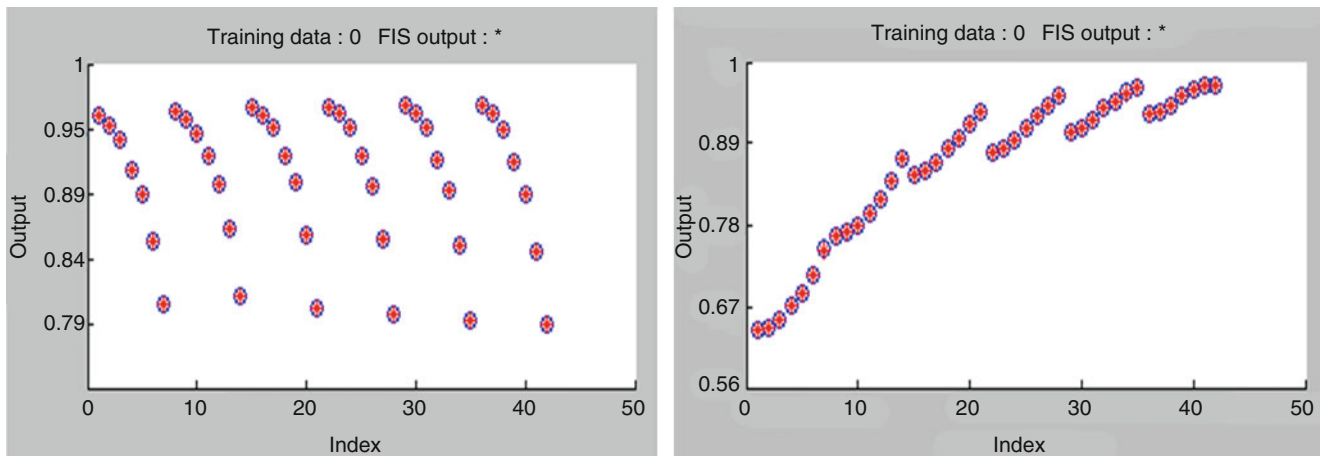 Training data : 0 FIS output : *
1
0.95
0.89
0.84
0.79
Output
0 10 20 30 40 50
Index
Training data : 0 FIS output : *
1
0.89
0.78
0.67
0.56
Output
0 10 20 30 40 50
Index